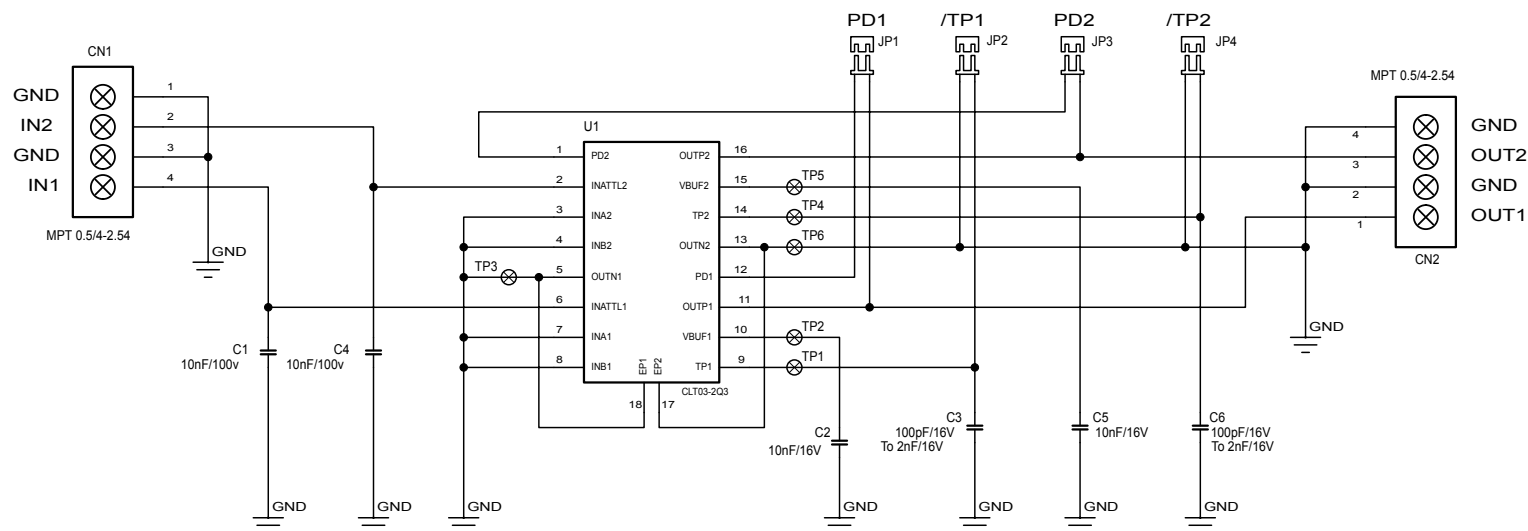 PD1 /TP1 PD2 /TP2
JP1 JP2 JP3 JP4
CN1
MPT 0.5/4-2.54
GND 1
IN2 2
GND 3
IN1 4
MPT 0.5/4-2.54
GND
U1
1 PD2 OUTP2 16
2 INATTL2 VBUF2 15 TP5
3 INA2 TP2 14 TP4
4 INB2 OUTN2 13 TP6
TP3 5 OUTN1 PD1 12
6 INATTL1 OUTP1 11
7 INA1 VBUF1 10 TP2
8 INB1 TP1 9 TP1
EP1 EP2
18 17
CLT03-2Q3
4 GND
3 OUT2
2 GND
1 OUT1
CN2
GND
C1
10nF/100v
C4
10nF/100v
C2
10nF/16V
C3
100pF/16V
To 2nF/16V
C5
10nF/16V
C6
100pF/16V
To 2nF/16V
GND GND GND GND GND GND GND